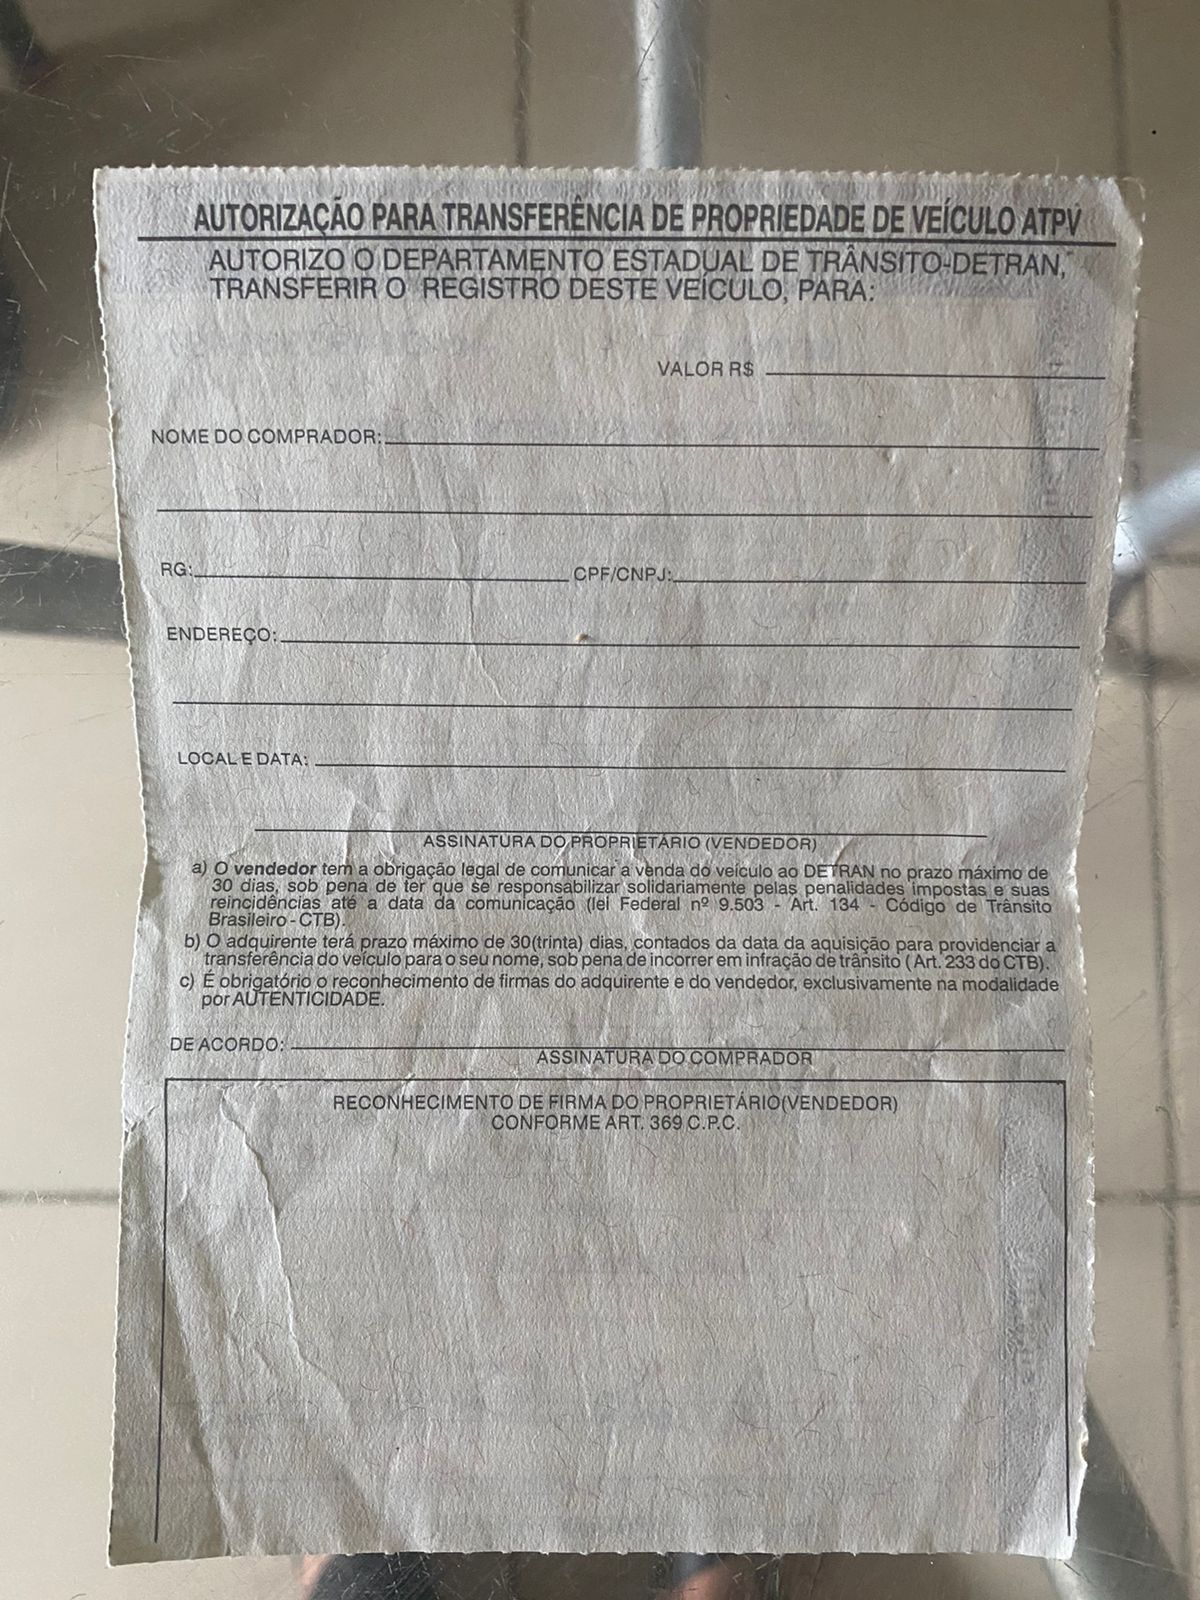 AUTORIZAÇÃO PARA TRANSFERÊNCIA DE PROPRIEDADE DE VEÍCULO ATPV
AUTORIZO O DEPARTAMENTO ESTADUAL DE TRÂNSITO-DETRAN,
TRANSFERIR O REGISTRO DESTE VEÍCULO, PARA:
VALOR R$
NOME DO COMPRADOR:
RG: CPF/CNPJ:
ENDEREÇO:
LOCAL E DATA:
ASSINATURA DO PROPRIETÁRIO (VENDEDOR)
a) O vendedor tem a obrigação legal de comunicar a venda do veículo ao DETRAN no prazo máximo de
30 dias, sob pena de ter que se responsabilizar solidariamente pelas penalidades impostas e suas
reincidências até a data da comunicação (lei Federal nº 9.503 - Art. 134 - Código de Trânsito
Brasileiro - CTB).
b) O adquirente terá prazo máximo de 30(trinta) dias, contados da data da aquisição para providenciar a
transferência do veículo para o seu nome, sob pena de incorrer em infração de trânsito ( Art. 233 do CTB).
c) É obrigatório o reconhecimento de firmas do adquirente e do vendedor, exclusivamente na modalidade
por AUTENTICIDADE.
DE ACORDO:
ASSINATURA DO COMPRADOR
RECONHECIMENTO DE FIRMA DO PROPRIETÁRIO(VENDEDOR)
CONFORME ART. 369 C.P.C.